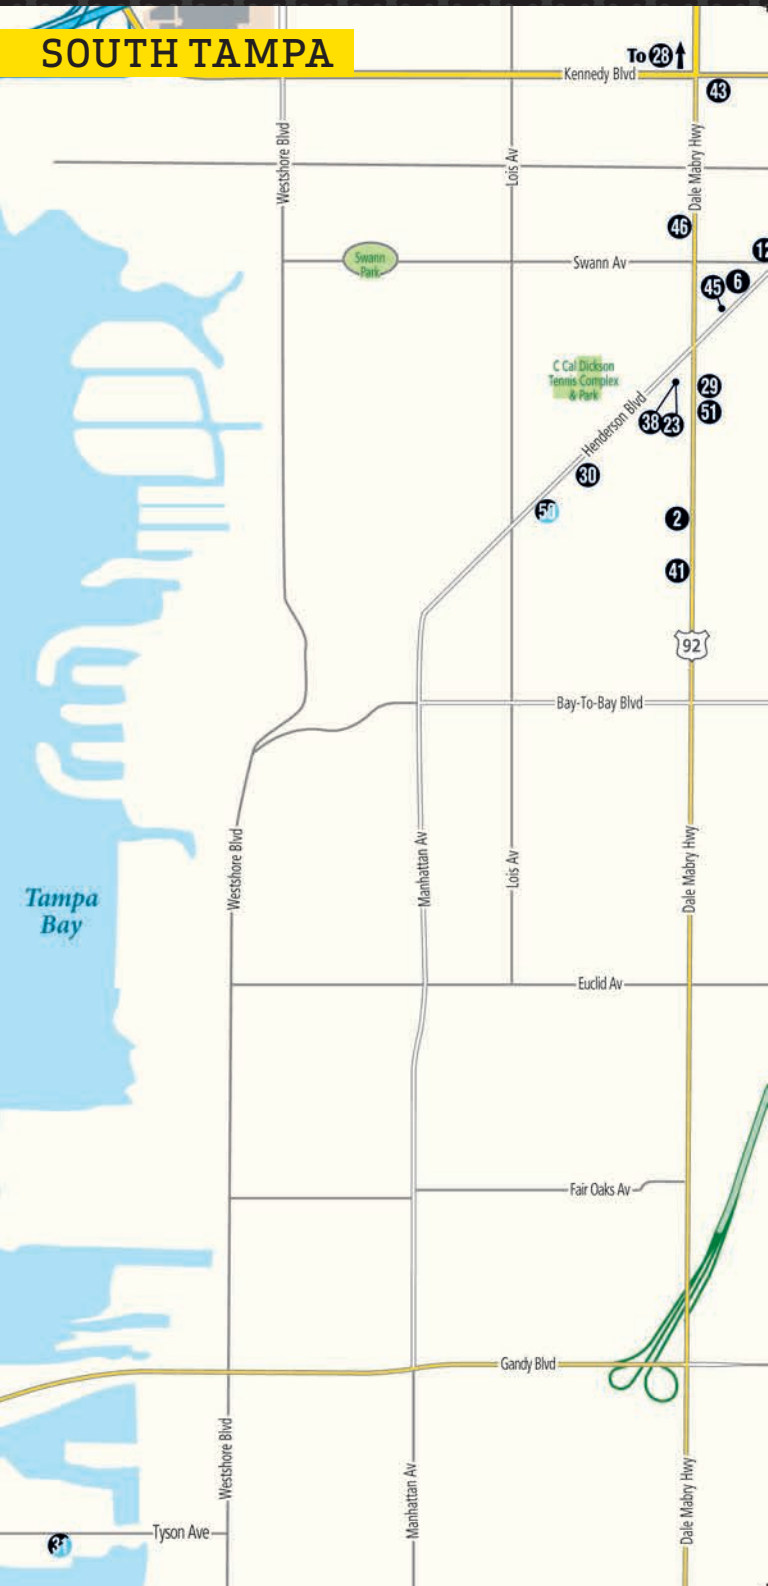 SOUTH TAMPA
To 28
Kennedy Blvd
43
Westshore Blvd
Lois Av
Dale Mabry Hwy
46
12
Swann Park
Swann Av
45
6
C Cal Dickson
Tennis Complex
& Park
29
51
Henderson Blvd
38
23
30
50
2
41
92
Bay-To-Bay Blvd
Westshore Blvd
Manhattan Av
Lois Av
Dale Mabry Hwy
Tampa
Bay
Euclid Av
Fair Oaks Av
Gandy Blvd
Westshore Blvd
Manhattan Av
Dale Mabry Hwy
Tyson Ave
31